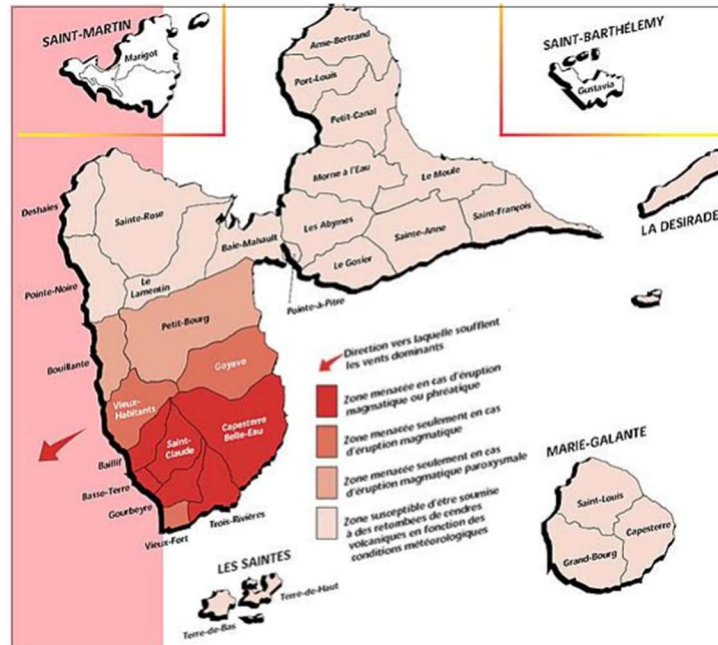 SAINT-MARTIN
Marigot
SAINT-BARTHÉLEMY
Gustavia
Anse-Bertrand
Port-Louis
Petit-Canal
Morne à l'Eau
Le Moule
Les Abymes
Sainte-Anne
Saint-François
Le Gosier
Pointe-à-Pitre
LA DESIRADE
Deshaies
Sainte-Rose
Baie-Mahault
Pointe-Noire
Le
Lamentin
Petit-Bourg
Bouillante
Goyave
Vieux-
Habitants
Saint-
Claude
Capesterre
Belle-Eau
Baillif
Basse-Terre
Gourbeyre
Vieux-Fort
Trois-Rivières
Direction vers laquelle soufflent
les vents dominants
Zone menacée en cas d'éruption
magmatique ou phréatique
Zone menacée seulement en cas
d'éruption magmatique
Zone menacée seulement en cas
d'éruption magmatique paroxysmale
Zone susceptible d'être soumise
à des retombées de cendres
volcaniques en fonction des
conditions météorologiques
MARIE-GALANTE
Saint-Louis
Capesterre
Grand-Bourg
LES SAINTES
Terre-de-Haut
Terre-de-Bas